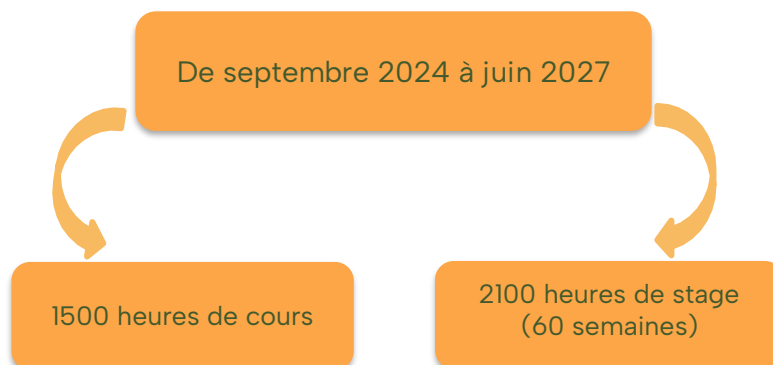 De septembre 2024 à juin 2027
1500 heures de cours
2100 heures de stage
(60 semaines)